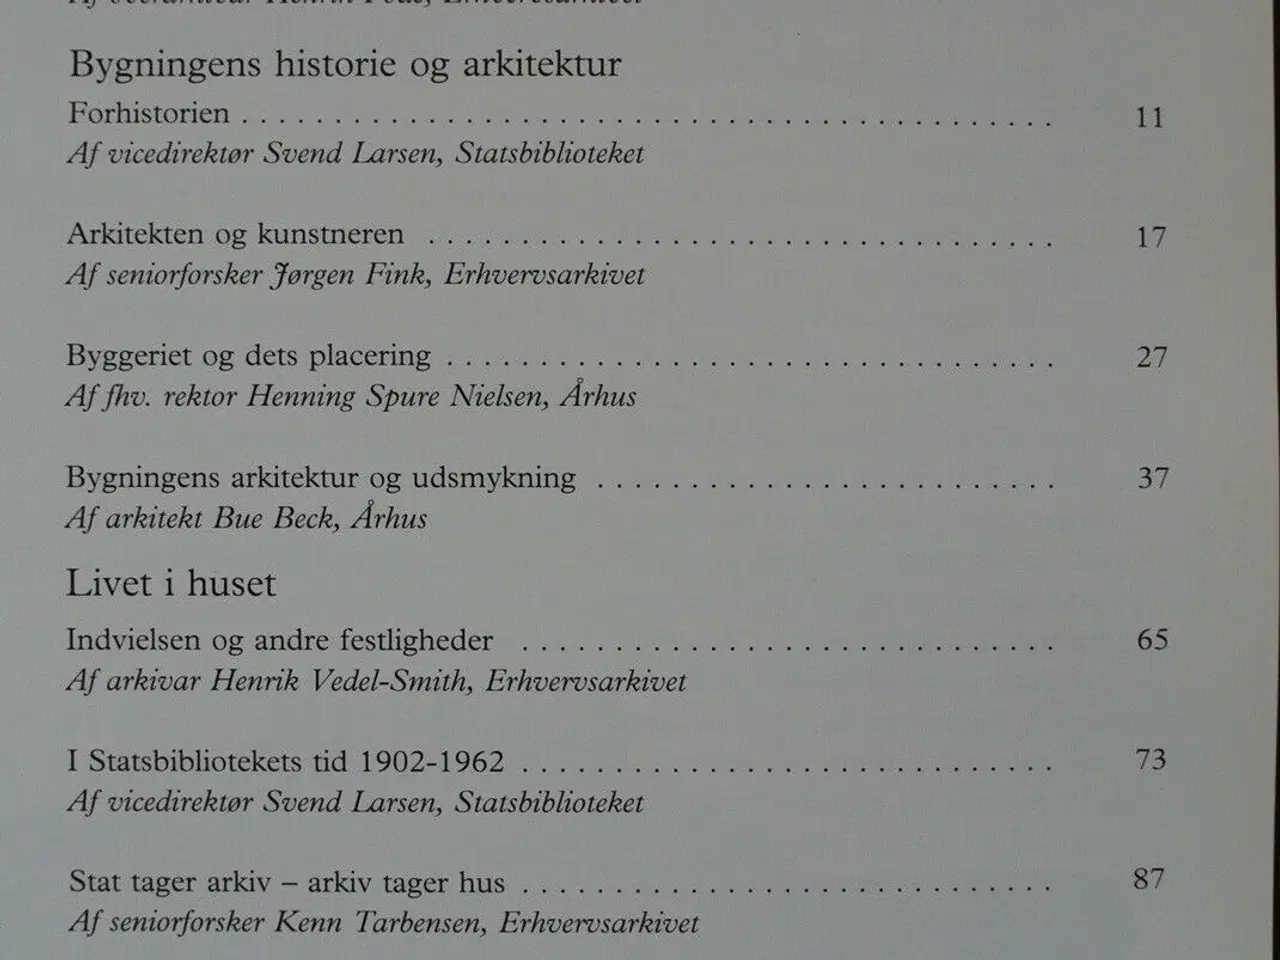 Bygningens historie og arkitektur
Forhistorien . . . . . . . . . . . . . . . . . . . . . . . . . . . . . . . . . . . . . . . . . . . 11
Af vicedirektør Svend Larsen, Statsbiblioteket
Arkitekten og kunstneren . . . . . . . . . . . . . . . . . . . . . . . . . . . . . . . . . 17
Af seniorforsker Jørgen Fink, Erhvervsarkivet
Byggeriet og dets placering . . . . . . . . . . . . . . . . . . . . . . . . . . . . . . . . 27
Af fhv. rektor Henning Spure Nielsen, Århus
Bygningens arkitektur og udsmykning . . . . . . . . . . . . . . . . . . . . . . . . 37
Af arkitekt Bue Beck, Århus
Livet i huset
Indvielsen og andre festligheder . . . . . . . . . . . . . . . . . . . . . . . . . . . . 65
Af arkivar Henrik Vedel-Smith, Erhvervsarkivet
I Statsbibliotekets tid 1902-1962 . . . . . . . . . . . . . . . . . . . . . . . . . . . . 73
Af vicedirektør Svend Larsen, Statsbiblioteket
Stat tager arkiv – arkiv tager hus . . . . . . . . . . . . . . . . . . . . . . . . . . . . 87
Af seniorforsker Kenn Tarbensen, Erhvervsarkivet